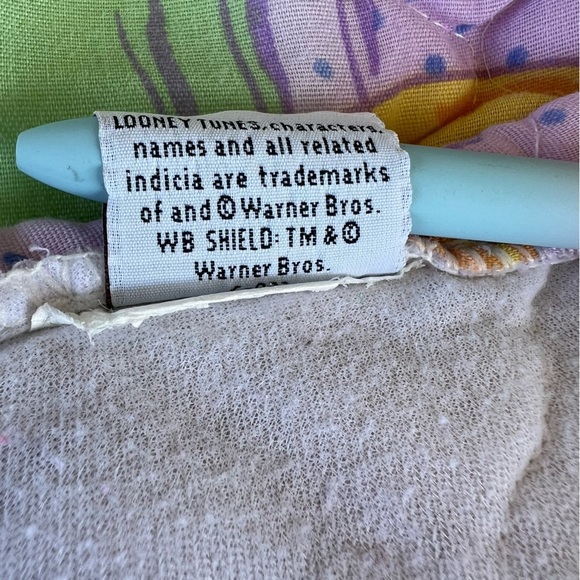 LOONEY TUNES, characters,
names and all related
indicia are trademarks
of and © Warner Bros.
WB SHIELD: TM & ©
Warner Bros.